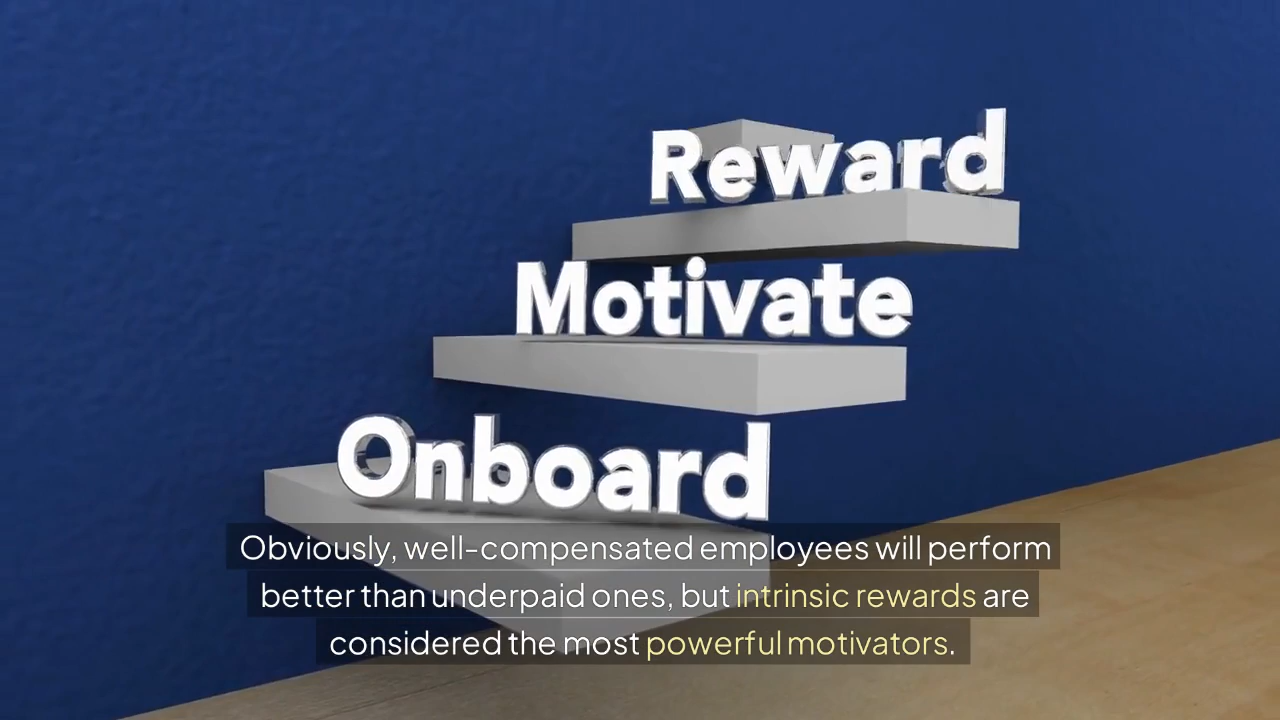 Reward
Motivate
Onboard
Obviously, well-compensated employees will perform
better than underpaid ones, but intrinsic rewards are
considered the most powerful motivators.